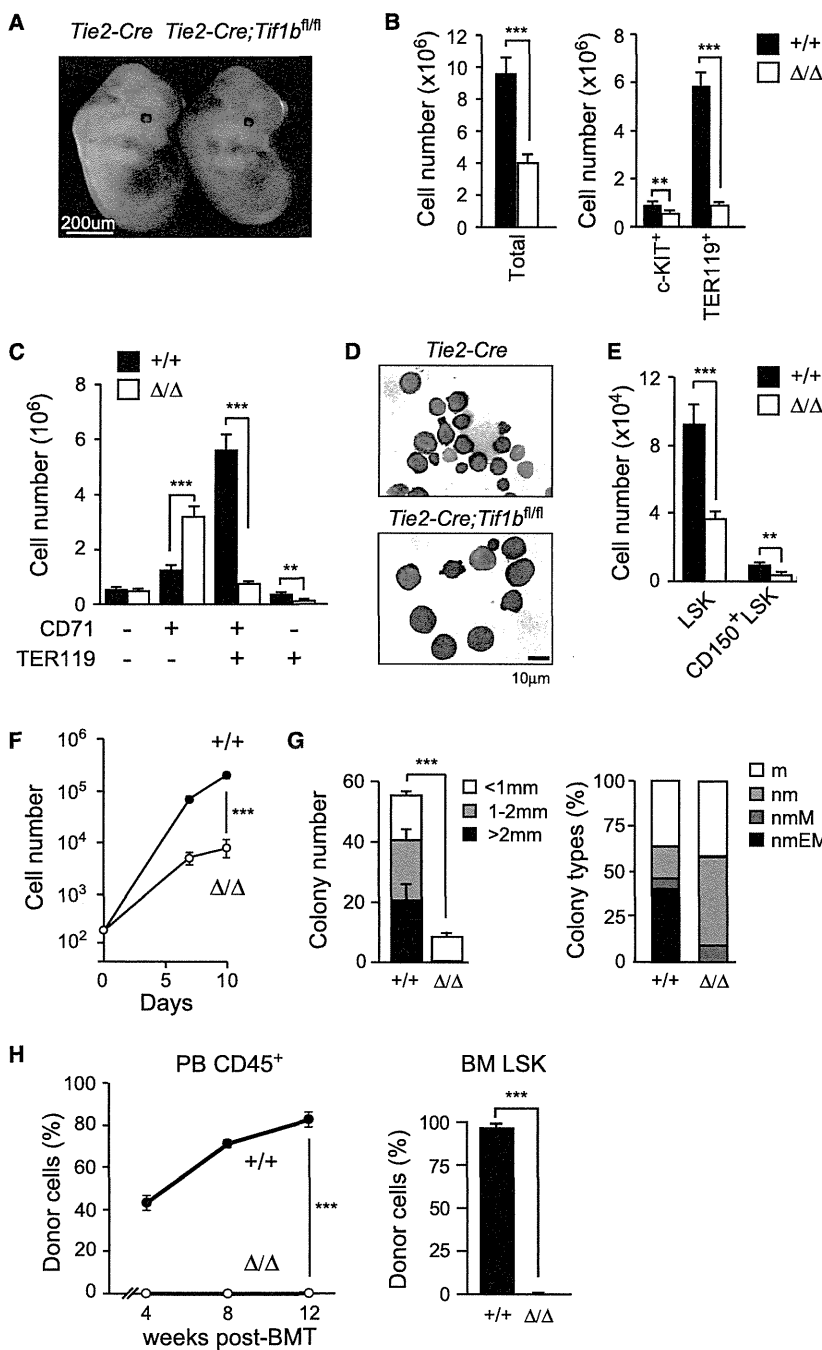 A
Tie2-Cre Tie2-Cre;Tif1b^fl/fl
200um
B
Cell number (x10^6)
12
10
8
6
4
2
0
***
Total
Cell number (x10^6)
8
6
4
2
0
**
***
c-KIT^+
TER119^+
+/+
Δ/Δ
C
+/+
Δ/Δ
Cell number (10^6)
8
6
4
2
0
***
***
**
CD71 - + + -
TER119 - - + +
D
Tie2-Cre
Tie2-Cre;Tif1b^fl/fl
10μm
E
+/+
Δ/Δ
Cell number (x10^4)
12
8
4
0
***
**
LSK
CD150^+LSK
F
Cell number
10^6
10^5
10^4
10^3
10^2
+/+
***
Δ/Δ
0 5 10
Days
G
Colony number
60
40
20
0
***
<1mm
1-2mm
>2mm
+/+ Δ/Δ
Colony types (%)
100
75
50
25
0
m
nm
nmM
nmEM
+/+ Δ/Δ
H
PB CD45^+
Donor cells (%)
100
80
60
40
20
0
+/+
***
Δ/Δ
4 8 12
weeks post-BMT
BM LSK
Donor cells (%)
100
75
50
25
0
***
+/+ Δ/Δ